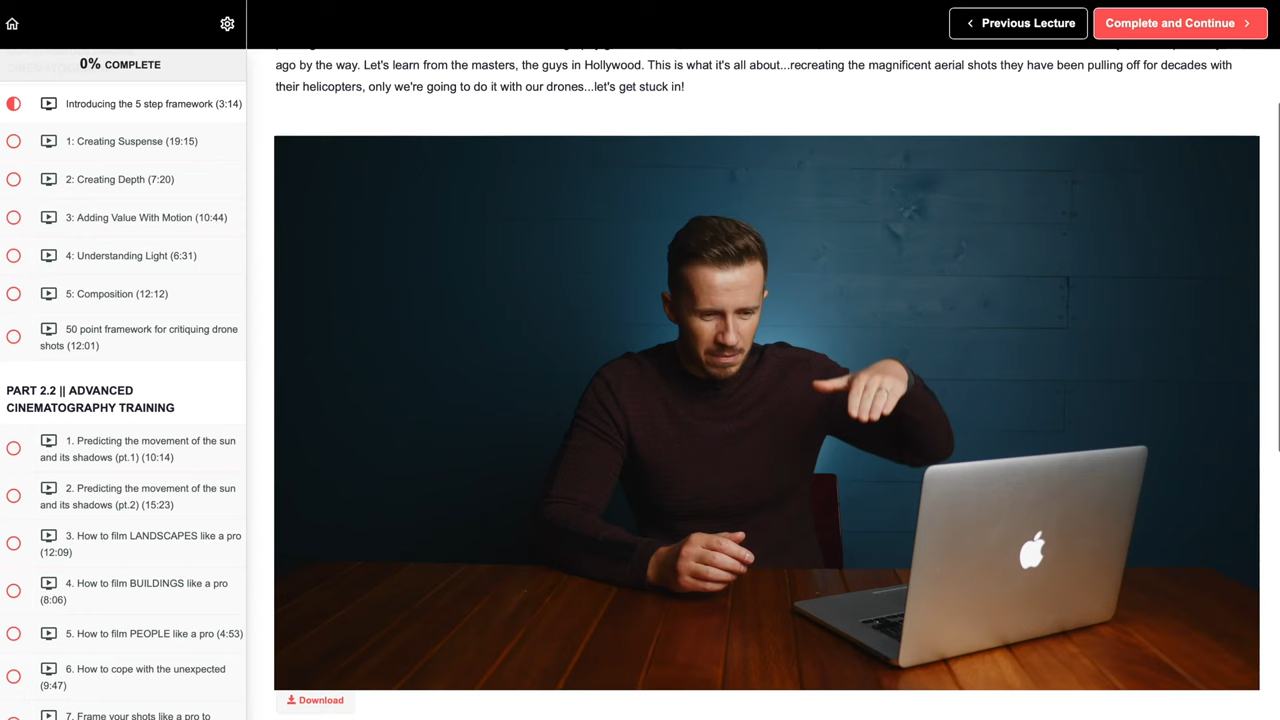 Previous Lecture
Complete and Continue
0% COMPLETE
Introducing the 5 step framework (3:14)
1: Creating Suspense (19:15)
2: Creating Depth (7:20)
3: Adding Value With Motion (10:44)
4: Understanding Light (6:31)
5: Composition (12:12)
50 point framework for critiquing drone
shots (12:01)
PART 2.2 || ADVANCED
CINEMATOGRAPHY TRAINING
1. Predicting the movement of the sun
and its shadows (pt.1) (10:14)
2. Predicting the movement of the sun
and its shadows (pt.2) (15:23)
3. How to film LANDSCAPES like a pro
(12:09)
4. How to film BUILDINGS like a pro
(8:06)
5. How to film PEOPLE like a pro (4:53)
6. How to cope with the unexpected
(9:47)
7. Frame your shots like a pro to
ago by the way. Let's learn from the masters, the guys in Hollywood. This is what it's all about...recreating the magnificent aerial shots they have been pulling off for decades with
their helicopters, only we're going to do it with our drones...let's get stuck in!
Download